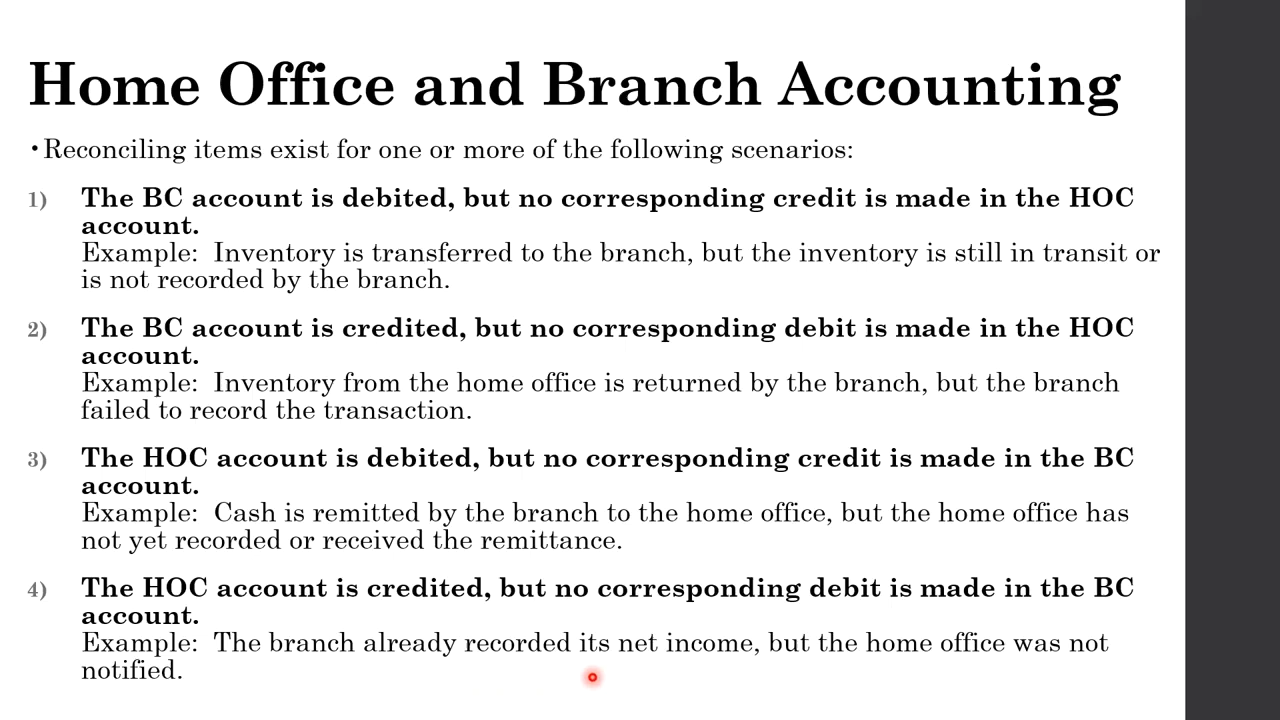 Home Office and Branch Accounting
•Reconciling items exist for one or more of the following scenarios:
1) The BC account is debited, but no corresponding credit is made in the HOC
account.
Example:  Inventory is transferred to the branch, but the inventory is still in transit or
is not recorded by the branch.
2) The BC account is credited, but no corresponding debit is made in the HOC
account.
Example:  Inventory from the home office is returned by the branch, but the branch
failed to record the transaction.
3) The HOC account is debited, but no corresponding credit is made in the BC
account.
Example:  Cash is remitted by the branch to the home office, but the home office has
not yet recorded or received the remittance.
4) The HOC account is credited, but no corresponding debit is made in the BC
account.
Example:  The branch already recorded its net income, but the home office was not
notified.